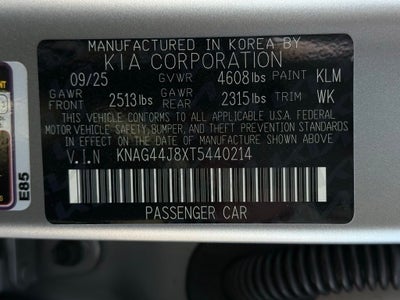 MANUFACTURED IN KOREA BY
KIA CORPORATION
09/25 GVWR 4608 lbs PAINT KLM
GAWR FRONT 2513 lbs GAWR REAR 2315 lbs TRIM WK
THIS VEHICLE CONFORMS TO ALL APPLICABLE U.S.A. FEDERAL
MOTOR VEHICLE SAFETY, BUMPER, AND THEFT PREVENTION STANDARDS
IN EFFECT ON THE DATE OF MANUFACTURE SHOWN ABOVE.
V.I.N KNAG44J8XT5440214
PASSENGER CAR
E85